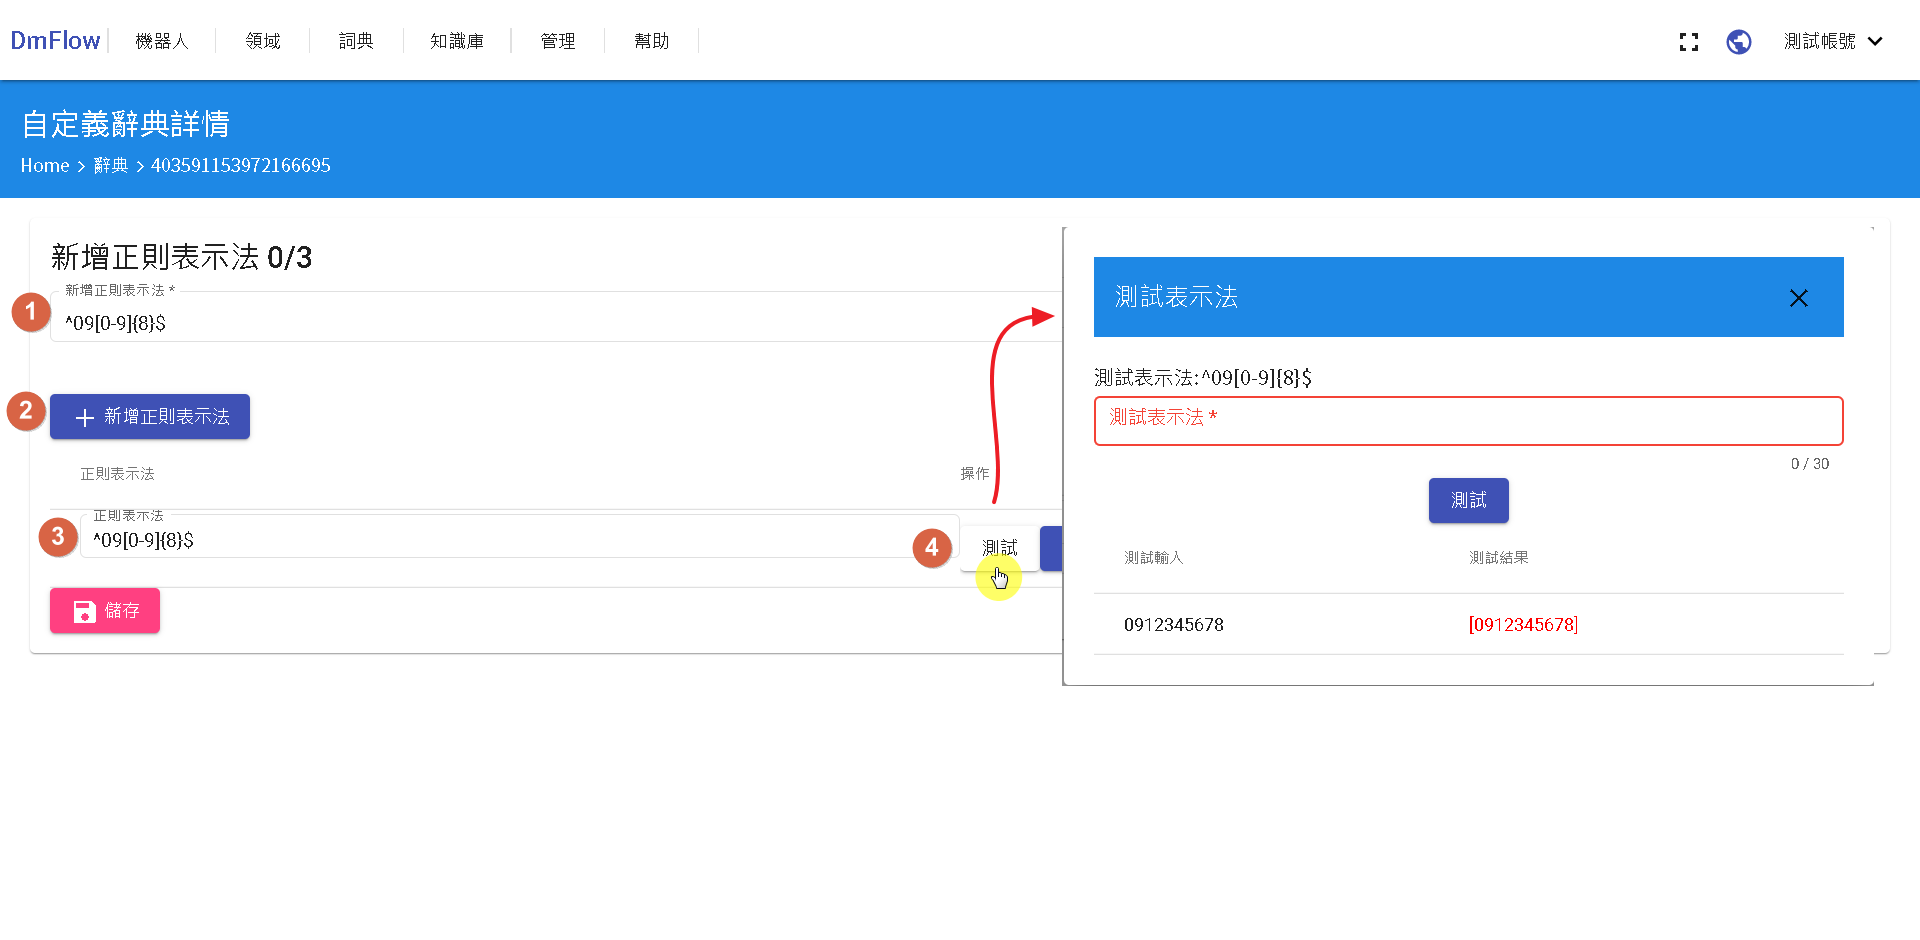 DmFlow 機器人 領域 詞典 知識庫 管理 幫助 測試帳號
自定義辭典詳情
Home > 辭典 > 403591153972166695
新增正則表示法 0/3
新增正則表示法 *
1
^09[0-9]{8}$
2
新增正則表示法
正則表示法 操作
正則表示法
3
^09[0-9]{8}$
4
測試
儲存
測試表示法
測試表示法:^09[0-9]{8}$
測試表示法 *
0 / 30
測試
測試輸入 測試結果
0912345678 [0912345678]